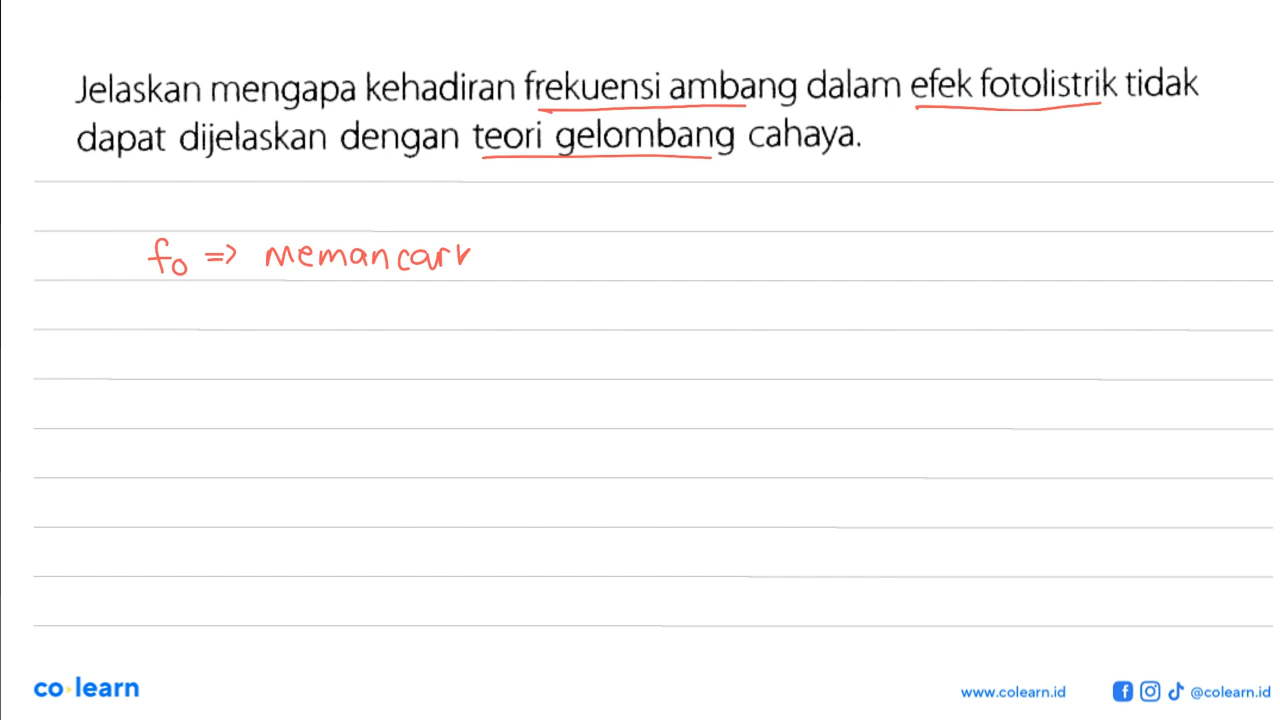 Jelaskan mengapa kehadiran frekuensi ambang dalam efek fotolistrik tidak
dapat dijelaskan dengan teori gelombang cahaya.
f₀ => memancark
co learn
www.colearn.id @colearn.id